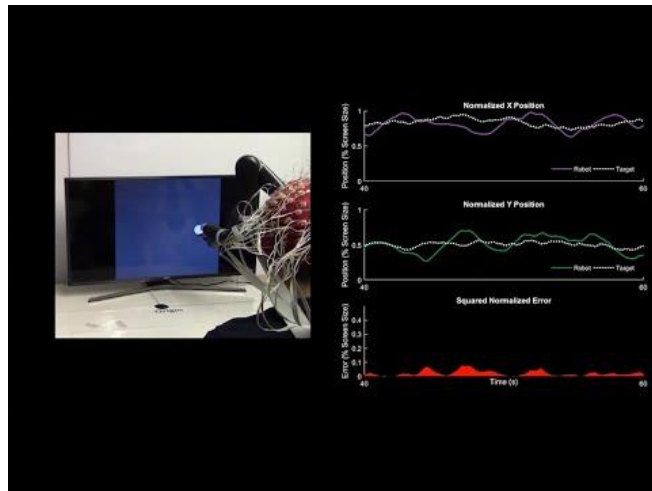 Normalized X Position
Position (% Screen Size)
1
0.5
0
Robot
Target
40
60
Normalized Y Position
Position (% Screen Size)
1
0.5
0
Robot
Target
40
60
Squared Normalized Error
Error (% Screen Size)
0.4
0.3
0.2
0.1
0
40
Time (s)
60